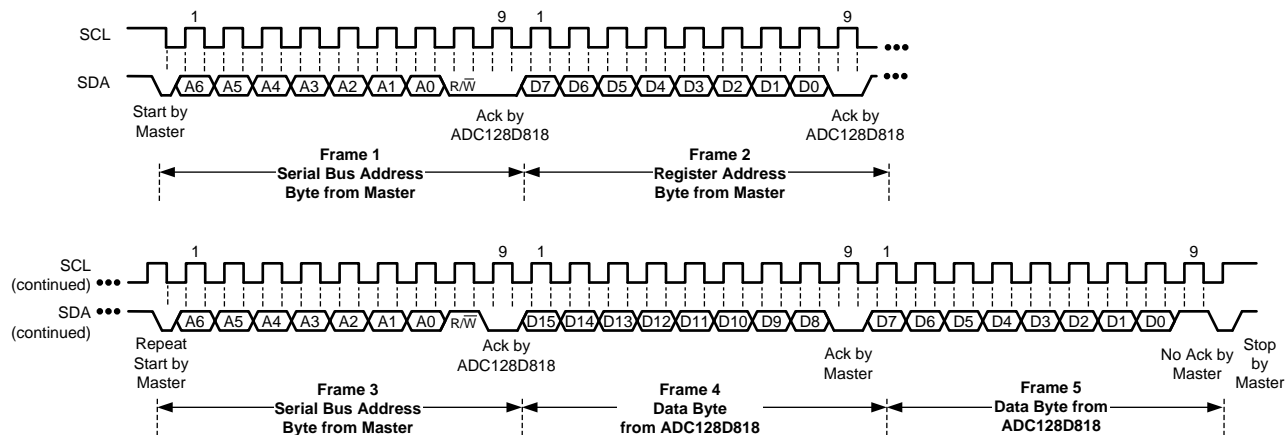 1 9 1 9
SCL
SDA A6 A5 A4 A3 A2 A1 A0 R/W̅ D7 D6 D5 D4 D3 D2 D1 D0
Start by
Master
Ack by
ADC128D818
Ack by
ADC128D818
Frame 1
Serial Bus Address
Byte from Master
Frame 2
Register Address
Byte from Master
1 9 1 9 1 9
SCL
(continued)
SDA
(continued)
A6 A5 A4 A3 A2 A1 A0 R/W̅ D15 D14 D13 D12 D11 D10 D9 D8 D7 D6 D5 D4 D3 D2 D1 D0
Repeat
Start by
Master
Ack by
ADC128D818
Ack by
Master
No Ack by
Master
Stop
by
Master
Frame 3
Serial Bus Address
Byte from Master
Frame 4
Data Byte
from ADC128D818
Frame 5
Data Byte from
ADC128D818